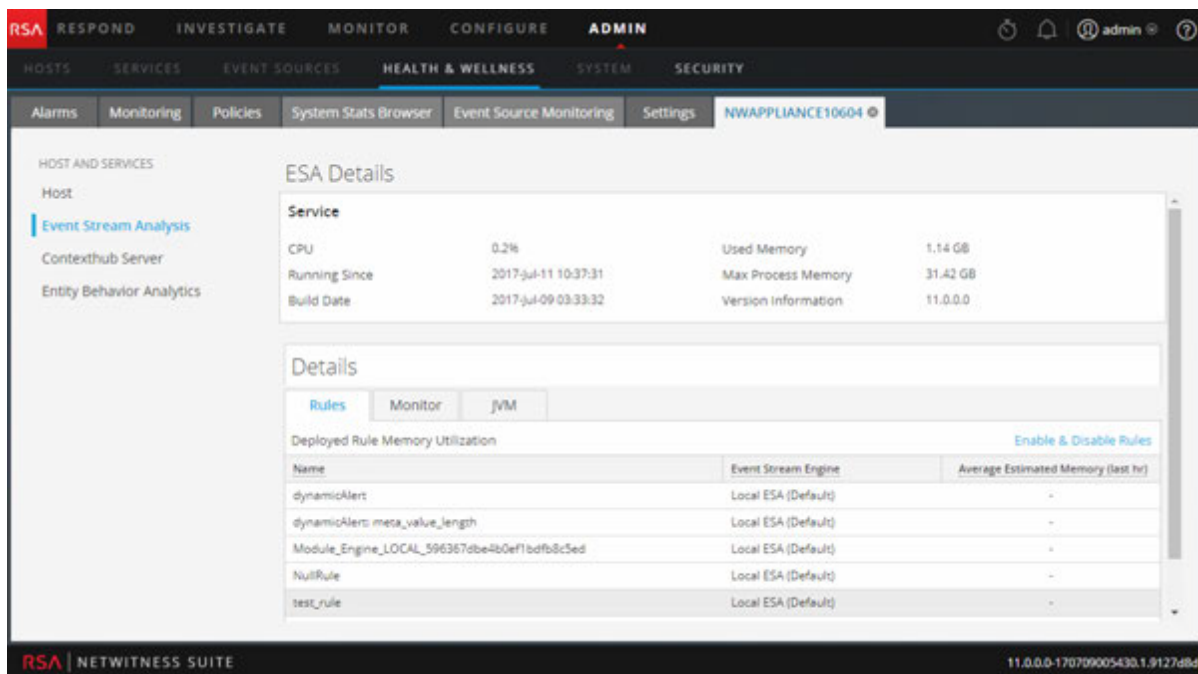 RSA RESPOND INVESTIGATE MONITOR CONFIGURE ADMIN admin
HOSTS SERVICES EVENT SOURCES HEALTH & WELLNESS SYSTEM SECURITY
Alarms Monitoring Policies System Stats Browser Event Source Monitoring Settings NWAPPLIANCE10604
HOST AND SERVICES
Host
Event Stream Analysis
Contexthub Server
Entity Behavior Analytics
ESA Details
Service
CPU 0.2% Used Memory 1.14 GB
Running Since 2017-Jul-11 10:37:31 Max Process Memory 31.42 GB
Build Date 2017-Jul-09 03:33:32 Version Information 11.0.0.0
Details
Rules Monitor JVM
Deployed Rule Memory Utilization Enable & Disable Rules
Name Event Stream Engine Average Estimated Memory (last hr)
dynamicAlert Local ESA (Default) -
dynamicAlert: meta_value_length Local ESA (Default) -
Module_Engine_LOCAL_596367dbe4b0ef1bdfb8c5ed Local ESA (Default) -
NullRule Local ESA (Default) -
test_rule Local ESA (Default) -
RSA | NETWITNESS SUITE 11.0.0.0-170709005430.1.9127d8d